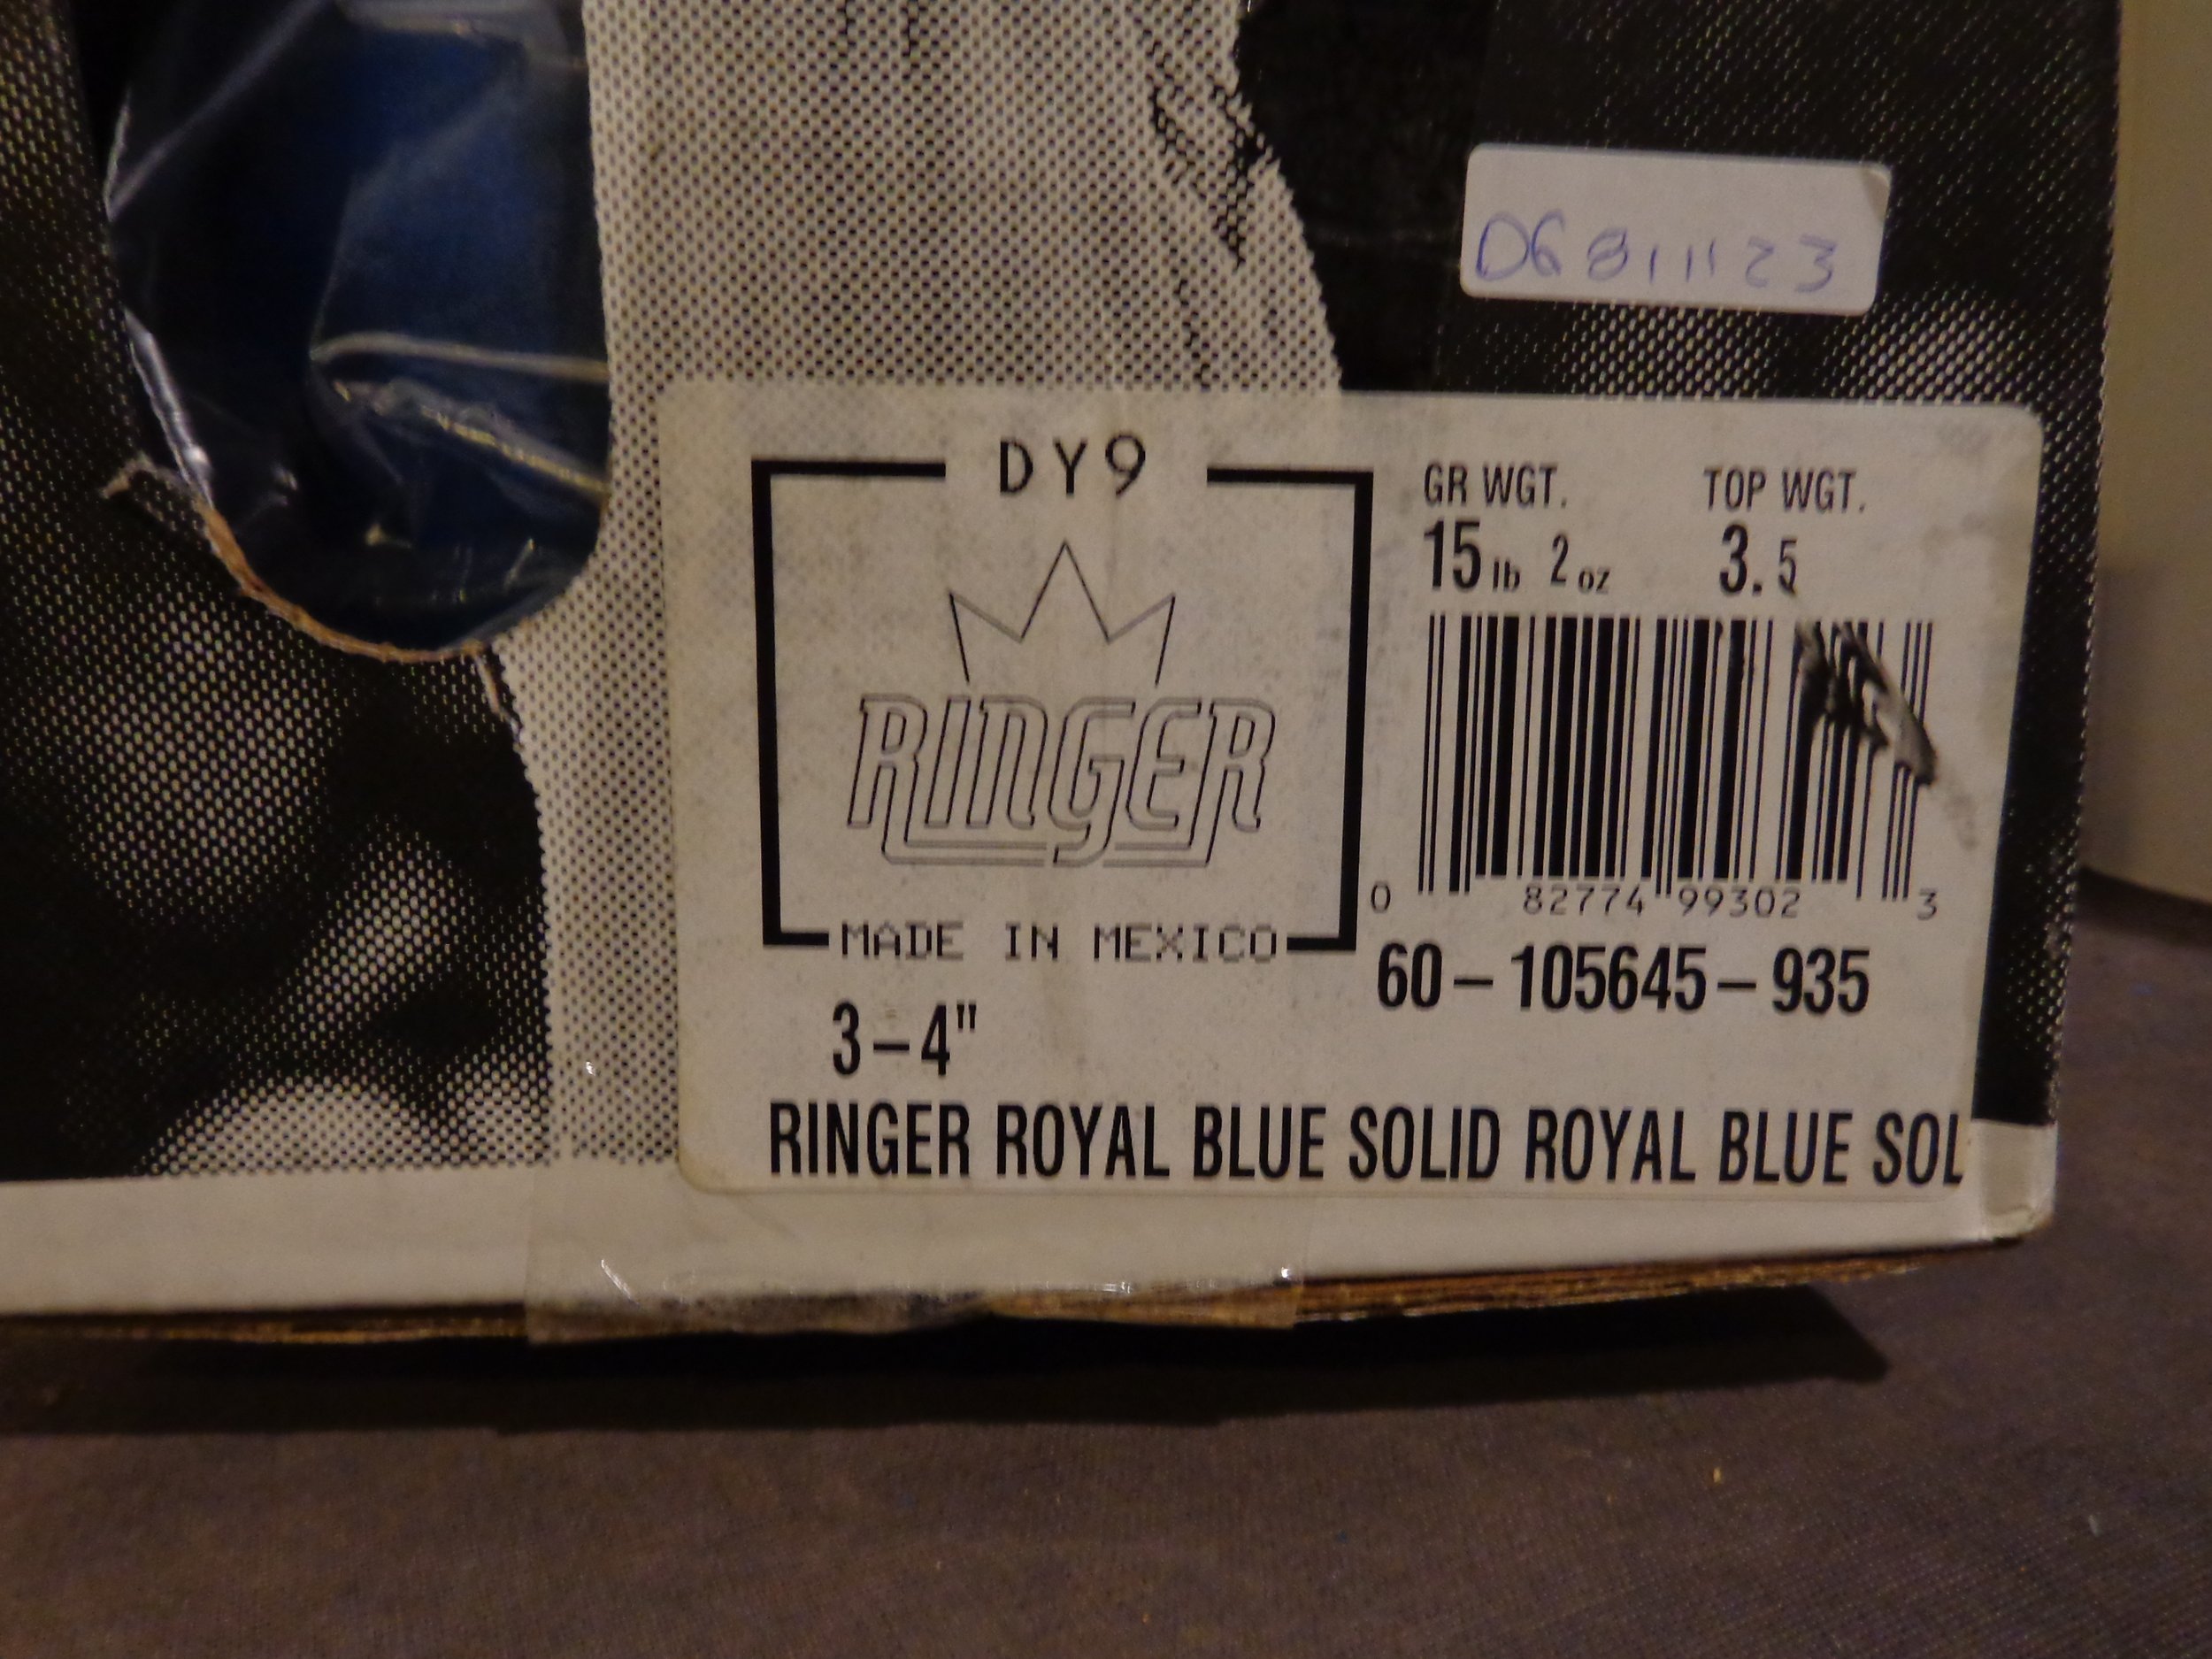 D6811123
DY9
GR WGT. TOP WGT.
15 lb 2 oz 3.5
RINGER
0 82774 99302 3
MADE IN MEXICO
60-105645-935
3-4"
RINGER ROYAL BLUE SOLID ROYAL BLUE SOL